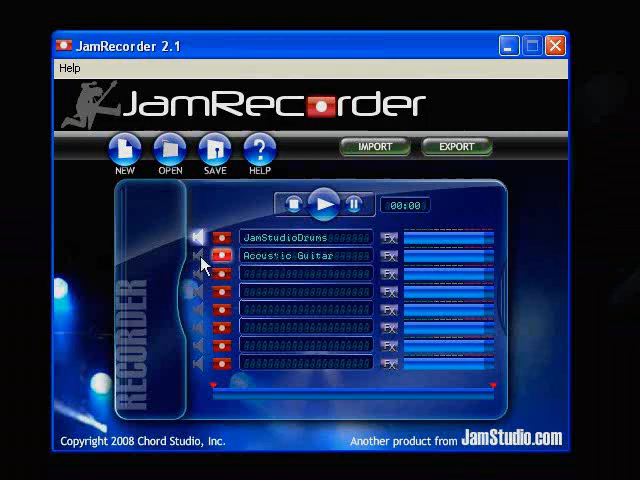 JamRecorder 2.1
Help
JamRecorder
IMPORT
EXPORT
NEW
OPEN
SAVE
?
HELP
00:00
JamStudioDrums
FX
Acoustic Guitar
FX
FX
FX
FX
FX
FX
FX
RECORDER
Copyright 2008 Chord Studio, Inc.
Another product from JamStudio.com